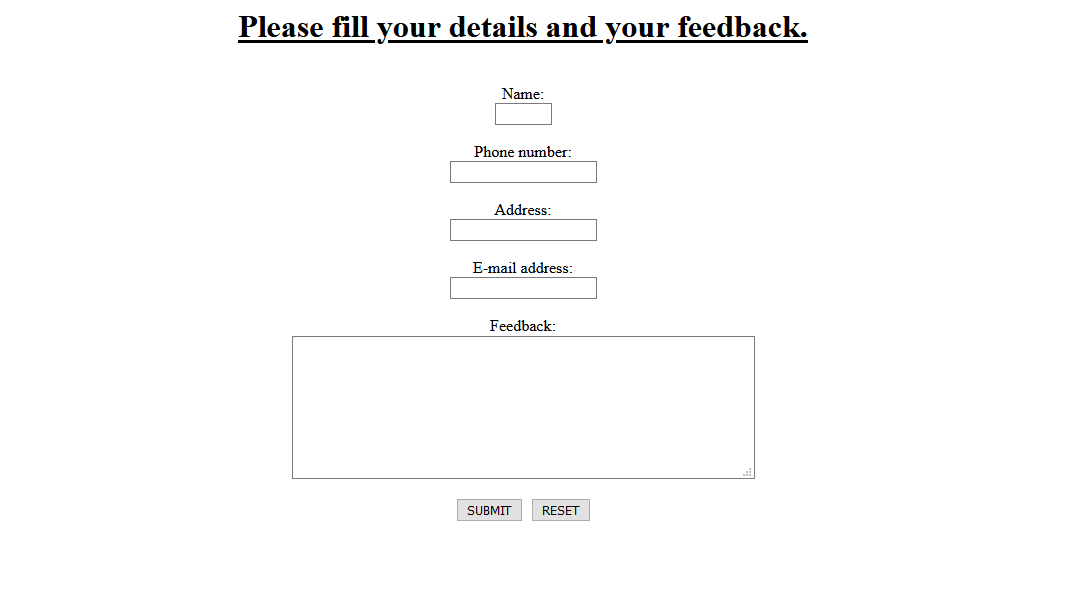 Please fill your details and your feedback.
Name:
Phone number:
Address:
E-mail address:
Feedback:
SUBMIT RESET